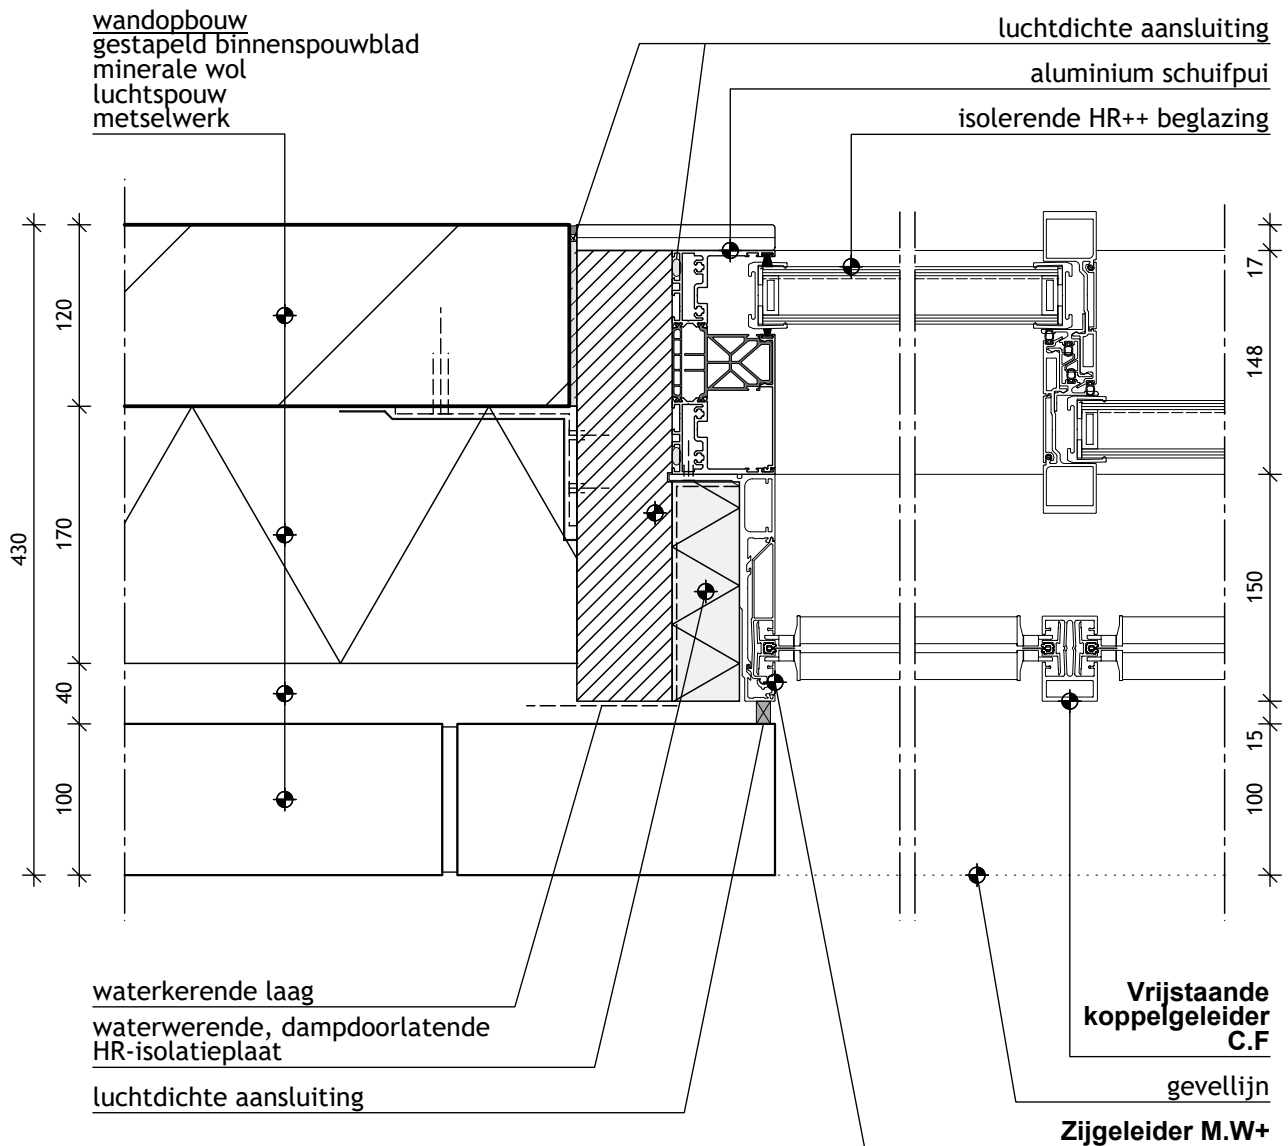 wandopbouw
gestapeld binnenspouwblad
minerale wol
luchtspouw
metselwerk
luchtdichte aansluiting
aluminium schuifpui
isolerende HR++ beglazing
430
120
170
40
100
17
148
150
15
100
waterkerende laag
waterwerende, dampdoorlatende
HR-isolatieplaat
luchtdichte aansluiting
Vrijstaande
koppelgeleider
C.F
gevellijn
Zijgeleider M.W+